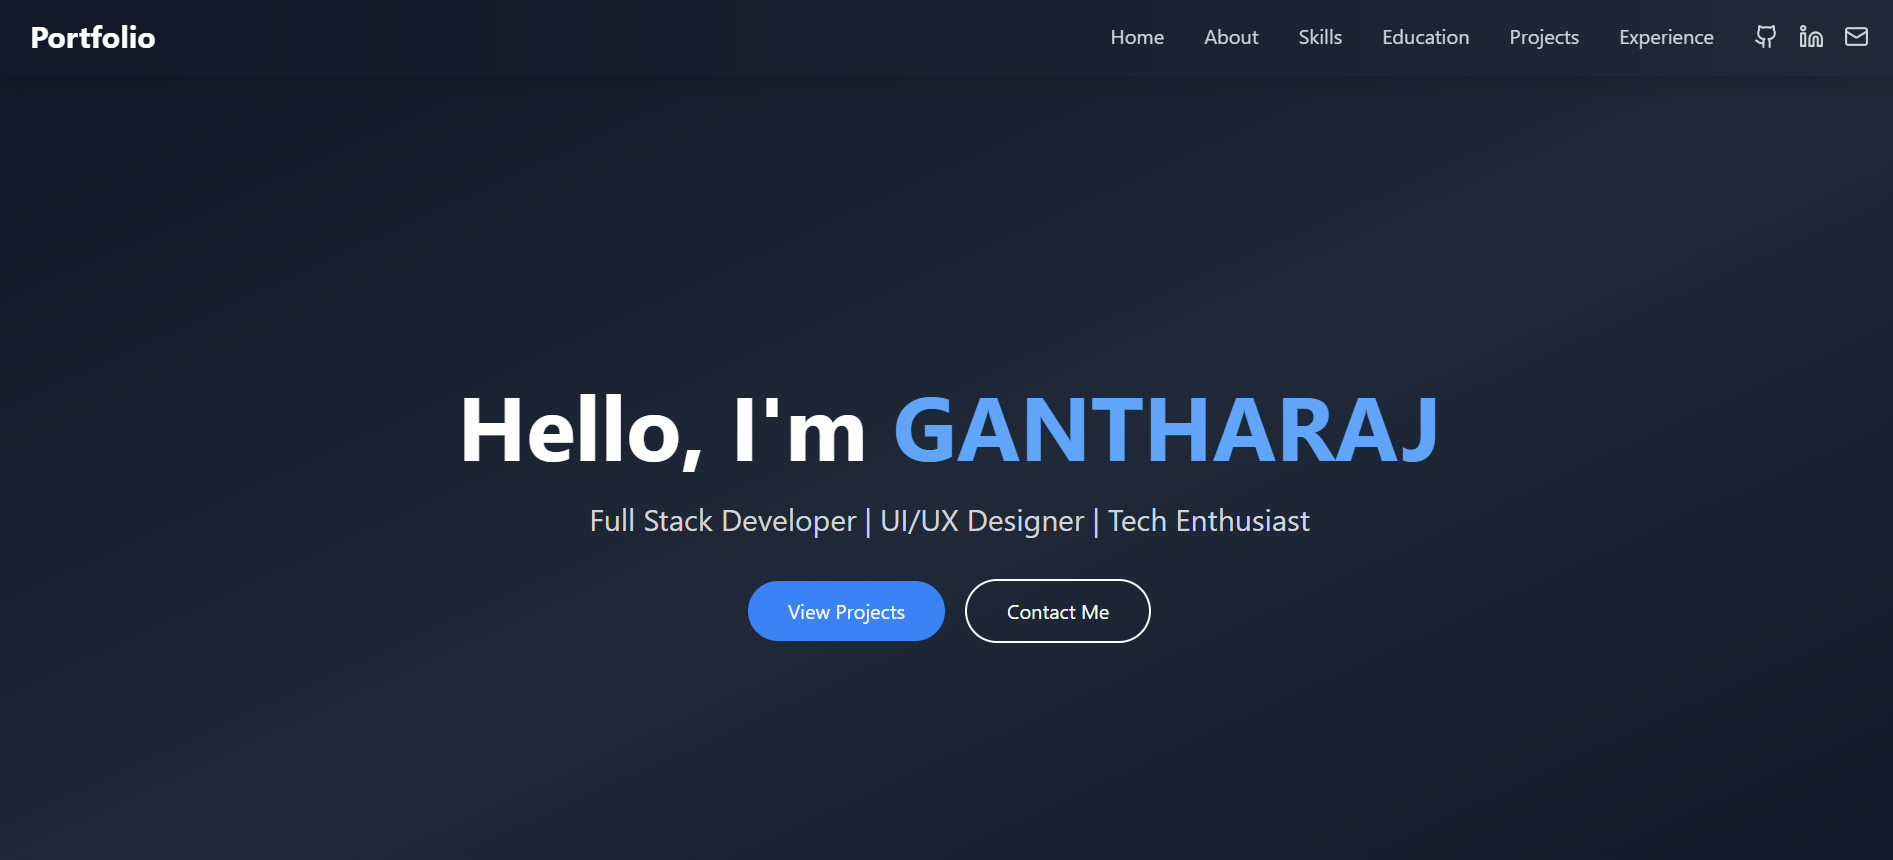 Portfolio
Home About Skills Education Projects Experience
Hello, I'm GANTHARAJ
Full Stack Developer | UI/UX Designer | Tech Enthusiast
View Projects Contact Me